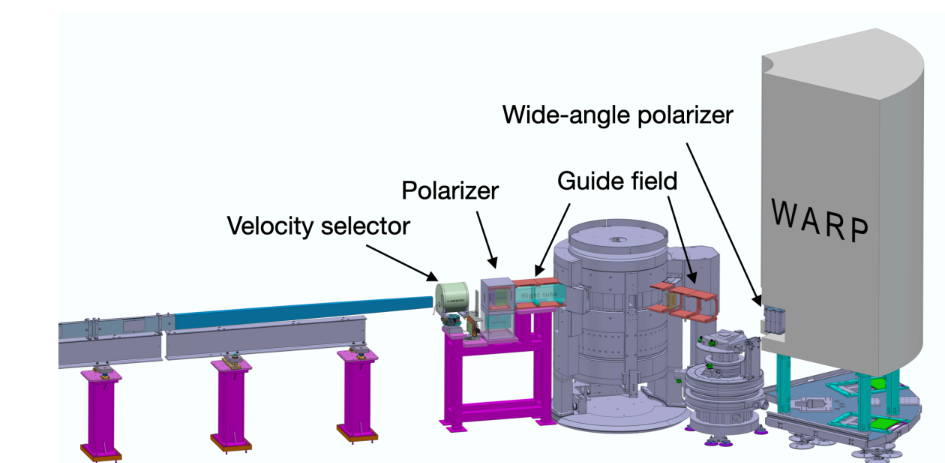 Wide-angle polarizer
Guide field
Polarizer
Velocity selector
WARP